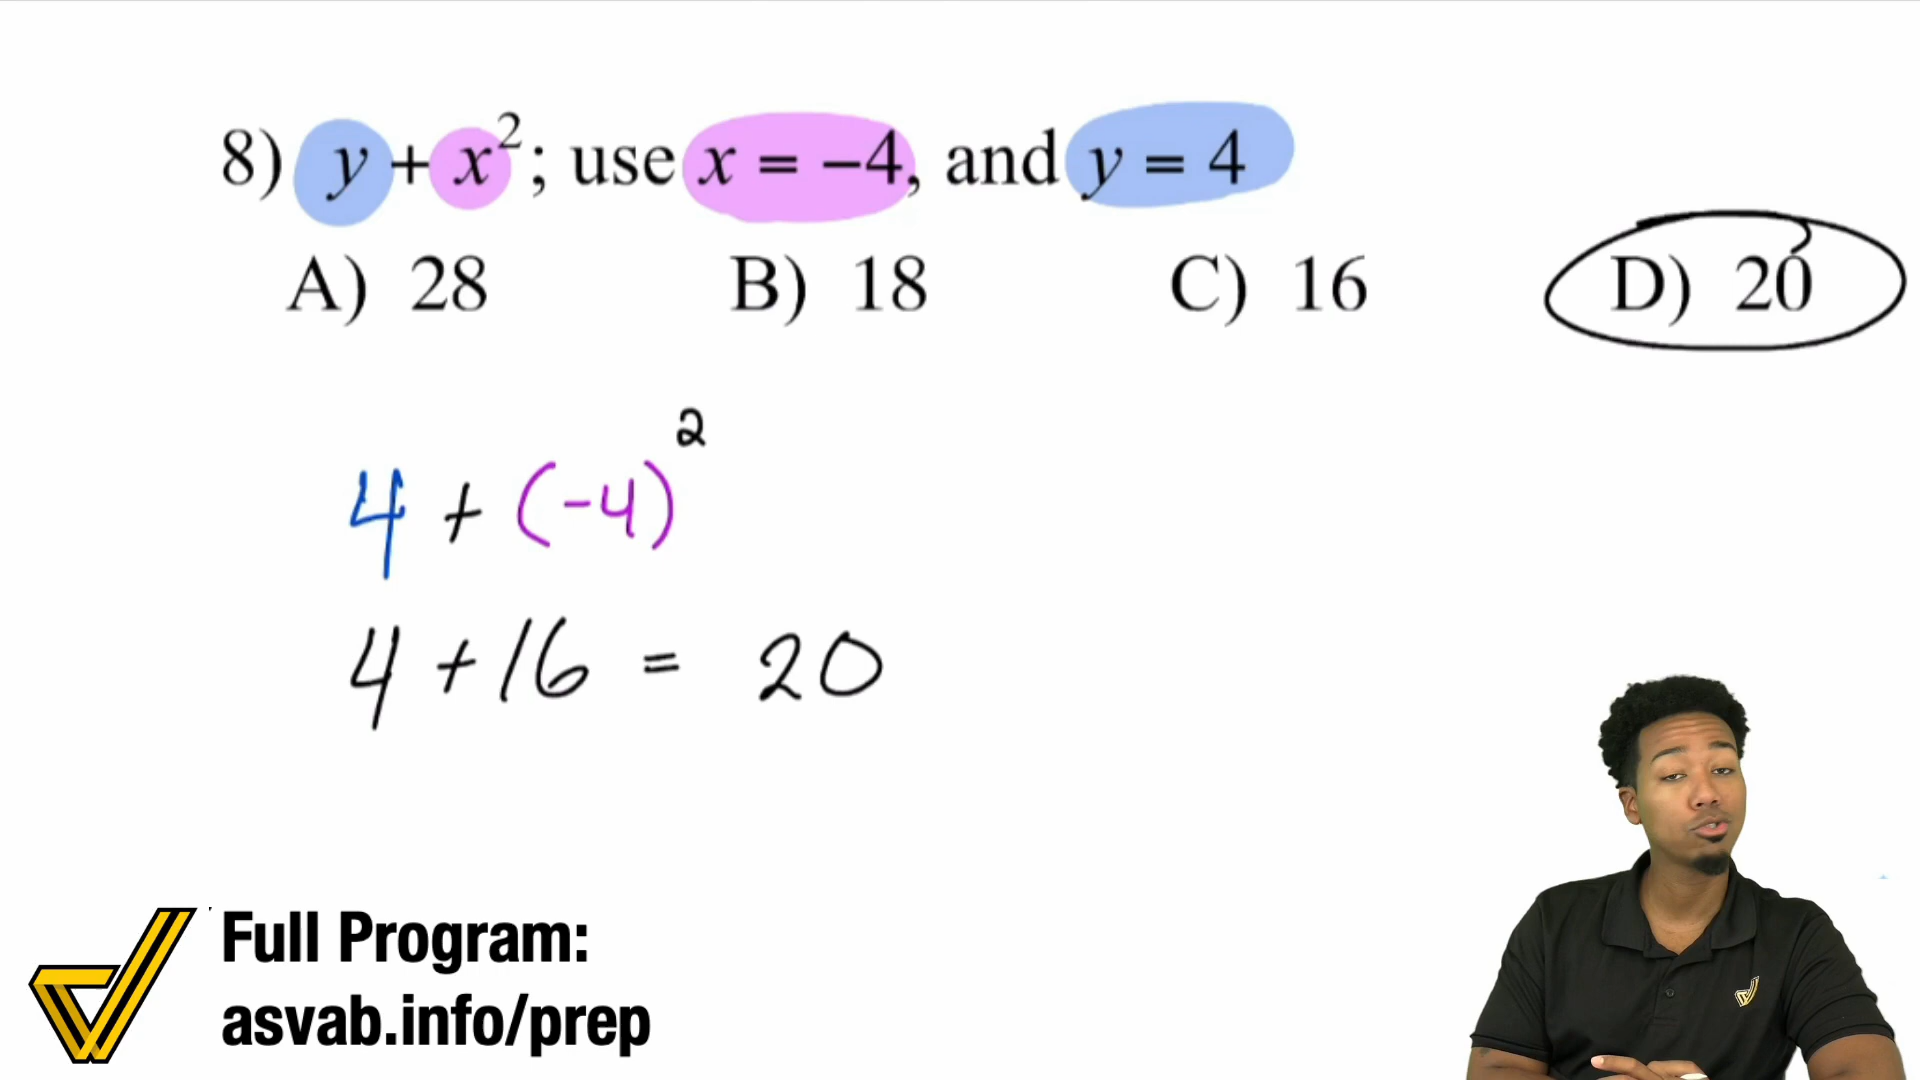 8) y + x²; use x = −4, and y = 4
A) 28 B) 18 C) 16 D) 20
4 + (-4)²
4 + 16 = 20
Full Program:
asvab.info/prep